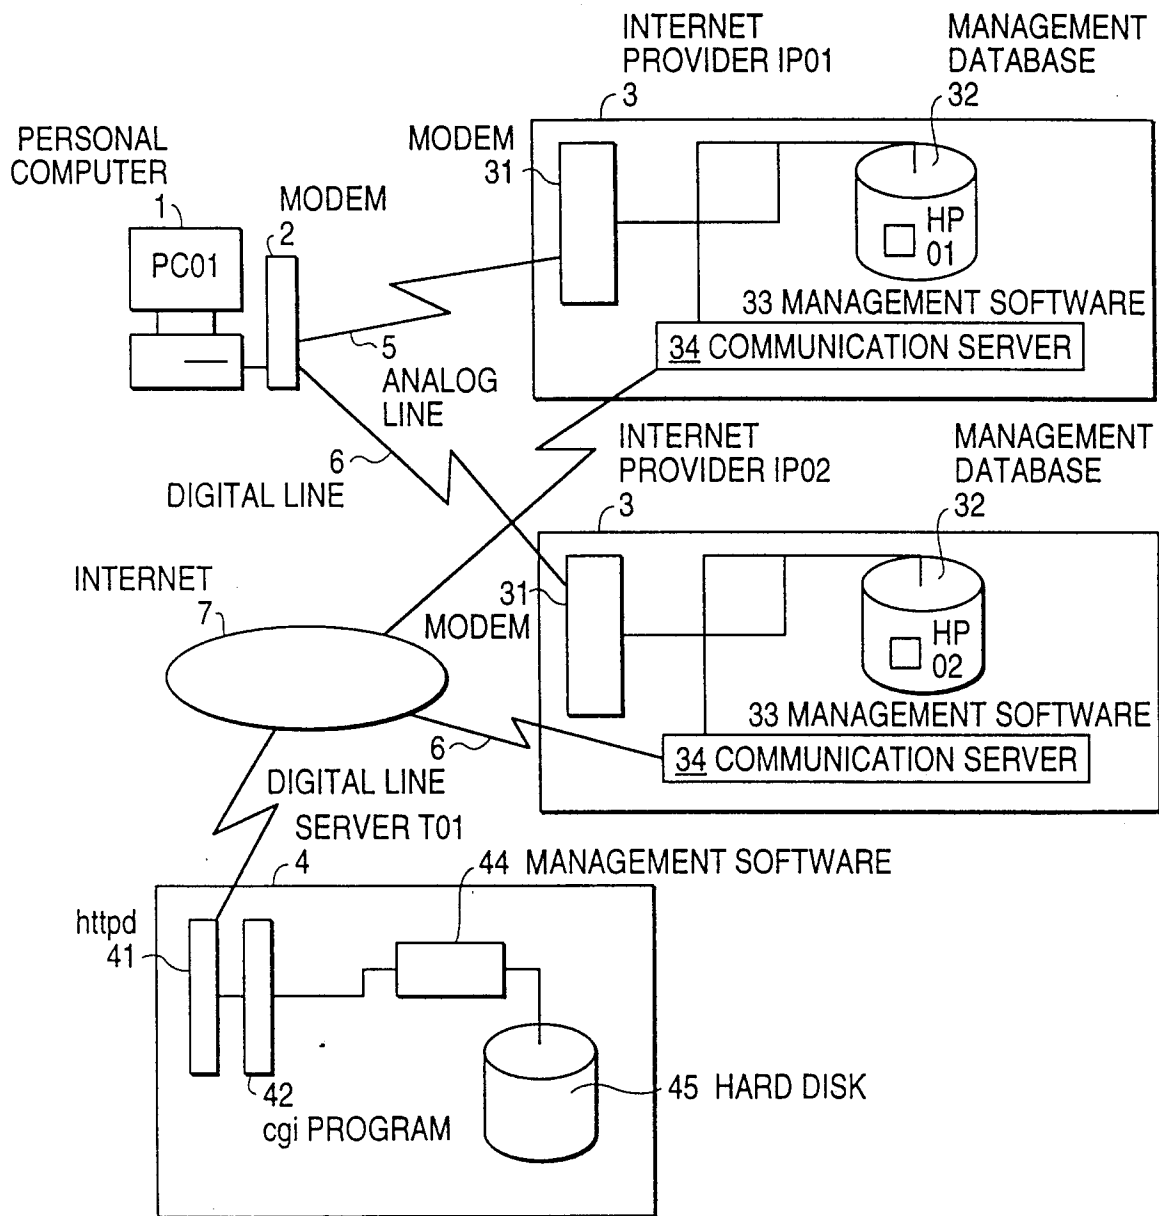 INTERNET
PROVIDER IP01
3
MANAGEMENT
DATABASE
32
PERSONAL
COMPUTER
1
PC01
MODEM
2
MODEM
31
HP
01
33 MANAGEMENT SOFTWARE
34 COMMUNICATION SERVER
5
ANALOG
LINE
6
DIGITAL LINE
INTERNET
PROVIDER IP02
3
MANAGEMENT
DATABASE
32
INTERNET
7
31
MODEM
HP
02
33 MANAGEMENT SOFTWARE
34 COMMUNICATION SERVER
6
DIGITAL LINE
SERVER T01
4
44 MANAGEMENT SOFTWARE
httpd
41
42
cgi PROGRAM
45 HARD DISK